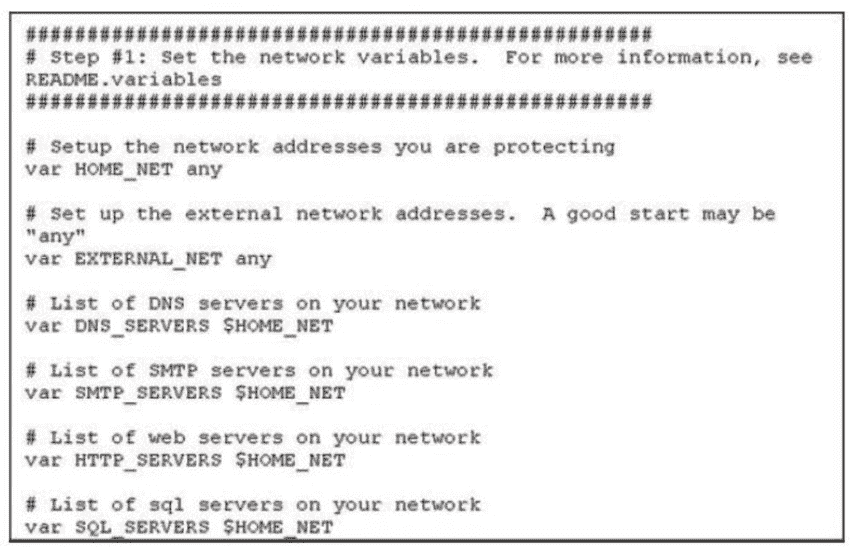 ###################################################
# Step #1: Set the network variables.  For more information, see
README.variables
###################################################
# Setup the network addresses you are protecting
var HOME_NET any
# Set up the external network addresses.  A good start may be
"any"
var EXTERNAL_NET any
# List of DNS servers on your network
var DNS_SERVERS $HOME_NET
# List of SMTP servers on your network
var SMTP_SERVERS $HOME_NET
# List of web servers on your network
var HTTP_SERVERS $HOME_NET
# List of sql servers on your network
var SQL_SERVERS $HOME_NET